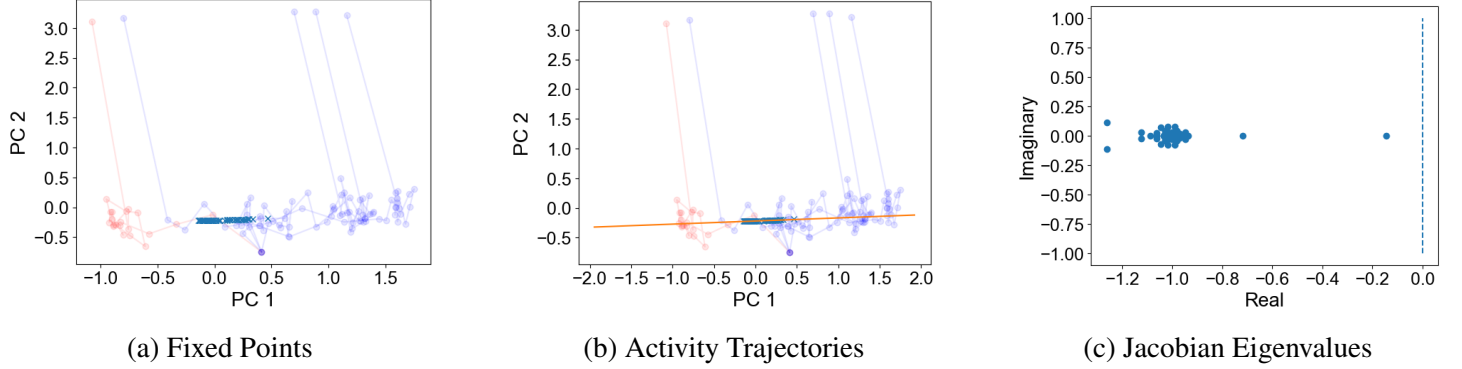 3.0
2.5
2.0
1.5
1.0
0.5
0.0
−0.5
PC 2
−1.0 −0.5 0.0 0.5 1.0 1.5
PC 1
(a) Fixed Points
3.0
2.5
2.0
1.5
1.0
0.5
0.0
−0.5
PC 2
−2.0 −1.5 −1.0 −0.5 0.0 0.5 1.0 1.5 2.0
PC 1
(b) Activity Trajectories
1.00
0.75
0.50
0.25
0.00
−0.25
−0.50
−0.75
−1.00
Imaginary
−1.2 −1.0 −0.8 −0.6 −0.4 −0.2 0.0
Real
(c) Jacobian Eigenvalues